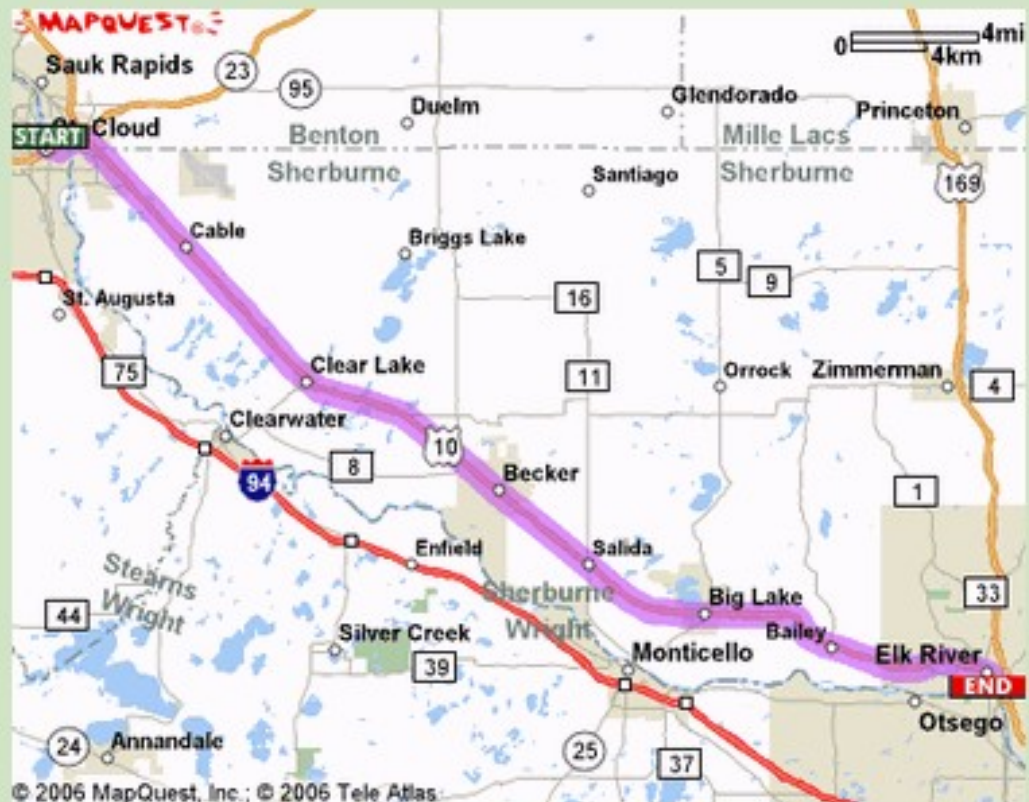 MAPQUEST
0 4mi
4km
Sauk Rapids
23
95
Duelm
Glendorado
Princeton
START
Cloud
Benton
Mille Lacs
Sherburne
Sherburne
Santiago
169
Cable
Briggs Lake
5
9
St. Augusta
16
75
Clear Lake
11
Orrock
Zimmerman
4
Clearwater
10
8
94
Becker
1
Enfield
Salida
Stearns
Wright
Sherburne
Wright
33
44
Big Lake
Bailey
Silver Creek
39
Monticello
Elk River
END
Otsego
24
Annandale
25
37
© 2006 MapQuest, Inc.; © 2006 Tele Atlas